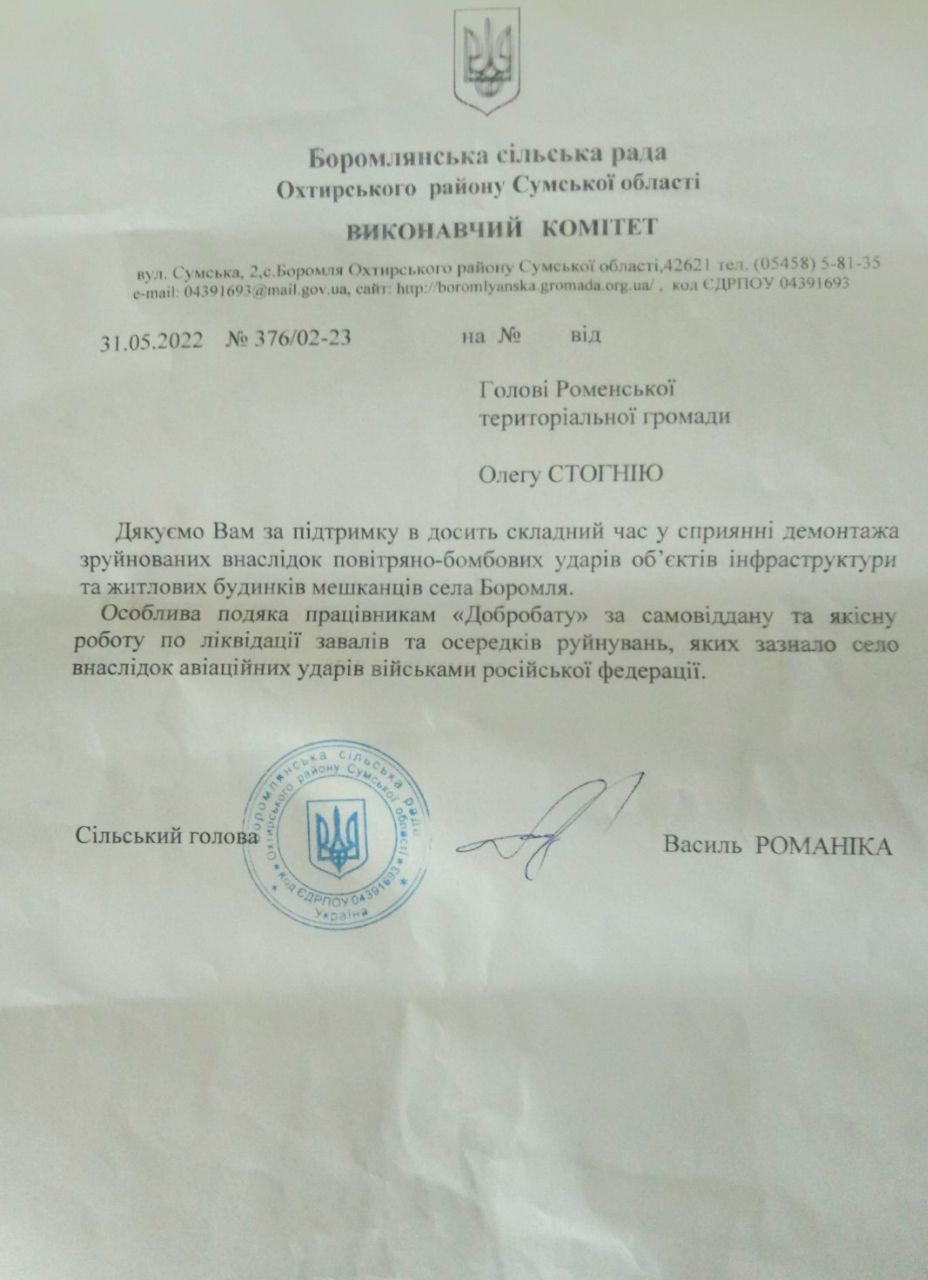 Боромлянська сільська рада
Охтирського району Сумської області
ВИКОНАВЧИЙ КОМІТЕТ
вул. Сумська, 2,с.Боромля Охтирського району Сумської області,42621 тел. (05458) 5-81-35
e-mail: 04391693@mail.gov.ua, сайт: http://boromlyanska.gromada.org.ua/ , код ЄДРПОУ 04391693
31.05.2022 № 376/02-23 на № від
Голові Роменської
територіальної громади
Олегу СТОГНІЮ
Дякуємо Вам за підтримку в досить складний час у сприянні демонтажа
зруйнованих внаслідок повітряно-бомбових ударів об’єктів інфраструктури
та житлових будинків мешканців села Боромля.
Особлива подяка працівникам «Добробату» за самовіддану та якісну
роботу по ліквідації завалів та осередків руйнувань, яких зазнало село
внаслідок авіаційних ударів військами російської федерації.
Сільський голова
Василь РОМАНІКА
Боромлянська сільська рада
Охтирського району Сумської області
Код ЄДРПОУ 04391693
Україна